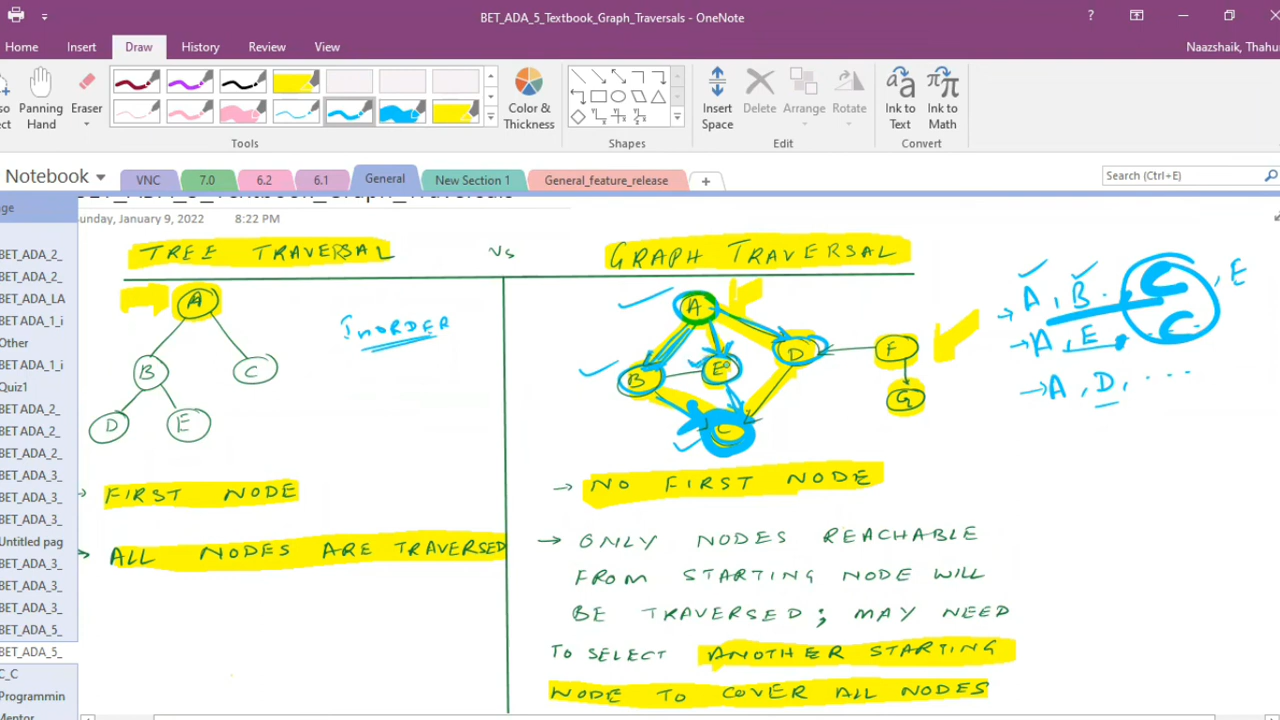 BET_ADA_5_Textbook_Graph_Traversals - OneNote
?
Home Insert Draw History Review View
Naazshaik, Thahu
Panning Hand
Eraser
Color & Thickness
Insert Space
Delete
Arrange
Rotate
Ink to Text
Ink to Math
Tools
Shapes
Edit
Convert
Notebook
VNC 7.0 6.2 6.1 General New Section 1 General_feature_release +
Search (Ctrl+E)
BET_ADA_2_
BET_ADA_2_
BET_ADA_LA
BET_ADA_1_i
Other
BET_ADA_1_i
Quiz1
BET_ADA_2_
BET_ADA_2_
BET_ADA_2_
BET_ADA_3_
BET_ADA_3_
BET_ADA_3_
Untitled pag
BET_ADA_3_
BET_ADA_3_
BET_ADA_3_
BET_ADA_5_
BET_ADA_5_
C_C
Programmin
Mentor
unday, January 9, 2022 8:22 PM
TREE TRAVERSAL Vs GRAPH TRAVERSAL
A
B C
D E
INORDER
→ FIRST NODE
→ ALL NODES ARE TRAVERSED
A
B E D F
C G
→ A, B, C, E
→ A, E C
→ A, D, ...
→ NO FIRST NODE
→ ONLY NODES REACHABLE
FROM STARTING NODE WILL
BE TRAVERSED; MAY NEED
TO SELECT ANOTHER STARTING
NODE TO COVER ALL NODES